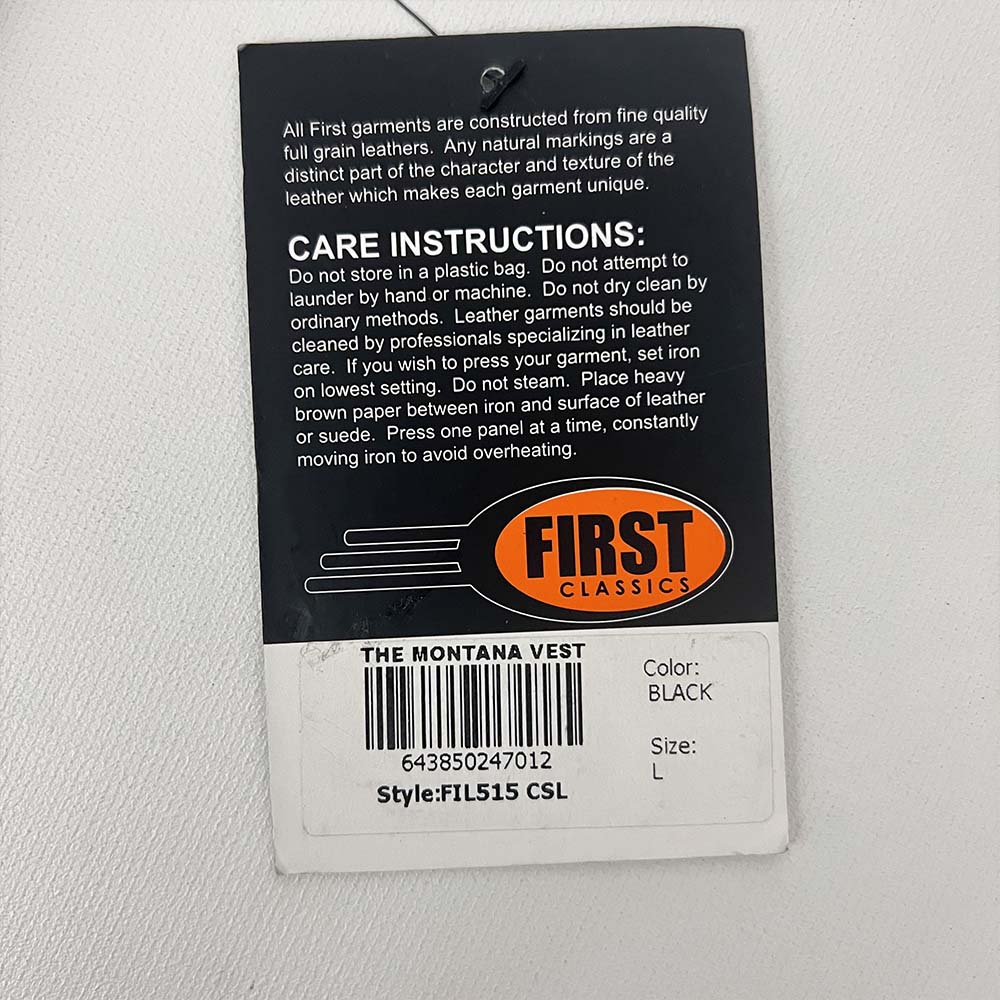 All First garments are constructed from fine quality
full grain leathers. Any natural markings are a
distinct part of the character and texture of the
leather which makes each garment unique.
CARE INSTRUCTIONS:
Do not store in a plastic bag. Do not attempt to
launder by hand or machine. Do not dry clean by
ordinary methods. Leather garments should be
cleaned by professionals specializing in leather
care. If you wish to press your garment, set iron
on lowest setting. Do not steam. Place heavy
brown paper between iron and surface of leather
or suede. Press one panel at a time, constantly
moving iron to avoid overheating.
FIRST
CLASSICS
THE MONTANA VEST
643850247012
Style:FIL515 CSL
Color:
BLACK
Size:
L